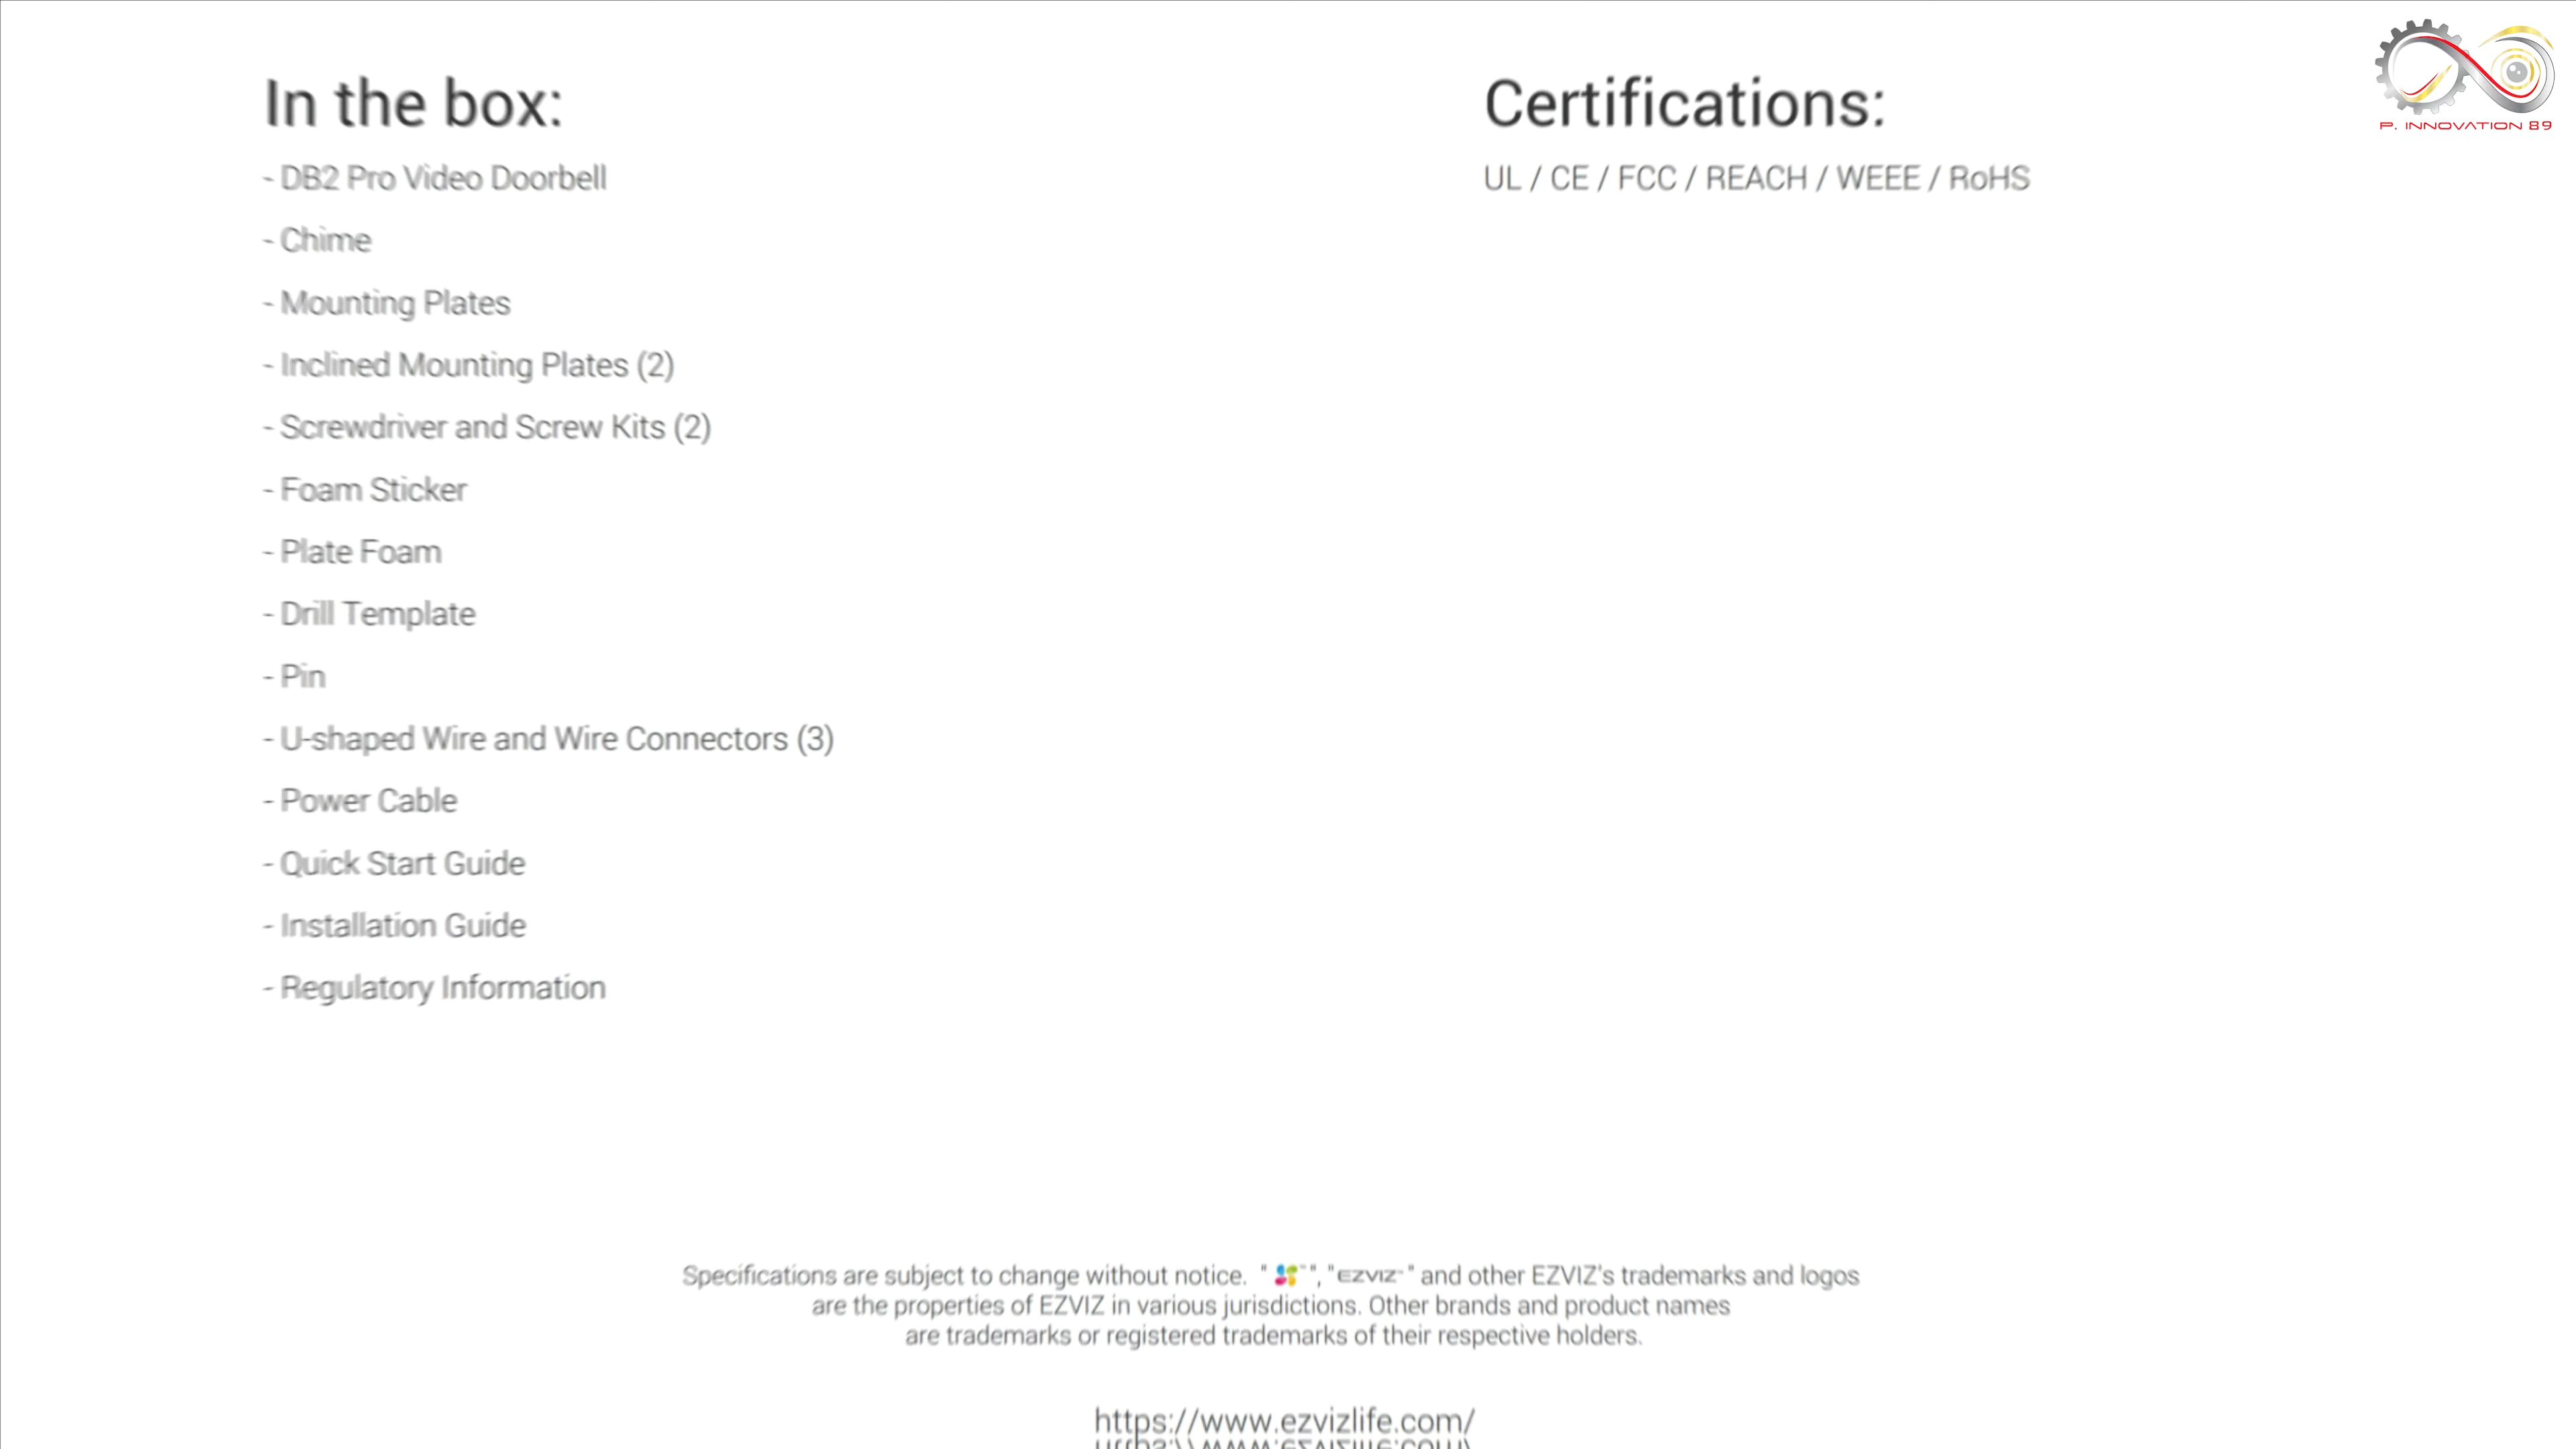 In the box:
- DB2 Pro Video Doorbell
- Chime
- Mounting Plates
- Inclined Mounting Plates (2)
- Screwdriver and Screw Kits (2)
- Foam Sticker
- Plate Foam
- Drill Template
- Pin
- U-shaped Wire and Wire Connectors (3)
- Power Cable
- Quick Start Guide
- Installation Guide
- Regulatory Information
Certifications:
UL / CE / FCC / REACH / WEEE / RoHS
P. INNOVATION 89
Specifications are subject to change without notice. " ™", "EZVIZ™" and other EZVIZ's trademarks and logos
are the properties of EZVIZ in various jurisdictions. Other brands and product names
are trademarks or registered trademarks of their respective holders.
https://www.ezvizlife.com/